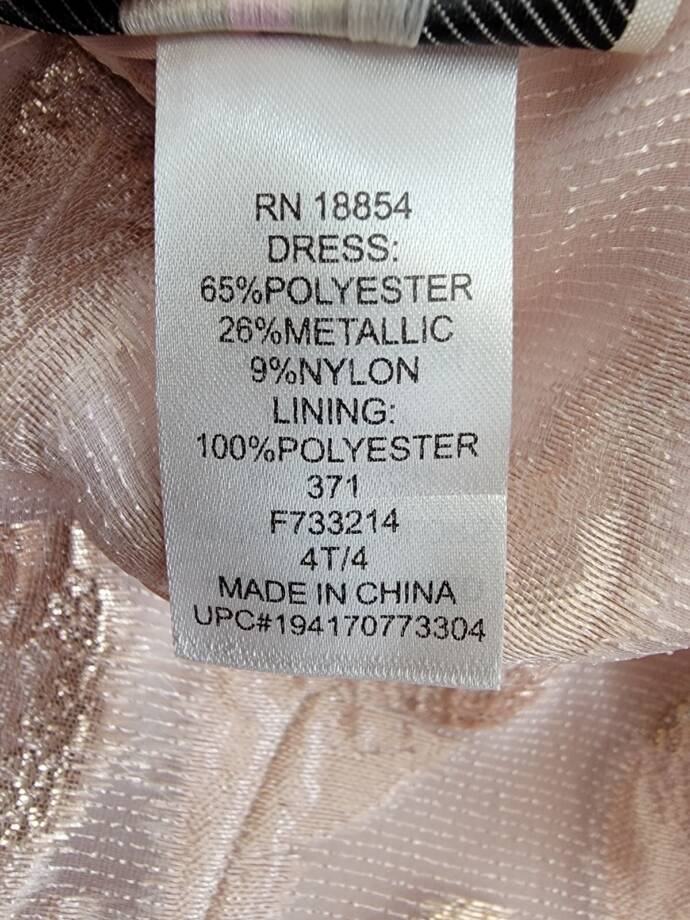 RN 18854
DRESS:
65%POLYESTER
26%METALLIC
9%NYLON
LINING:
100%POLYESTER
371
F733214
4T/4
MADE IN CHINA
UPC#194170773304